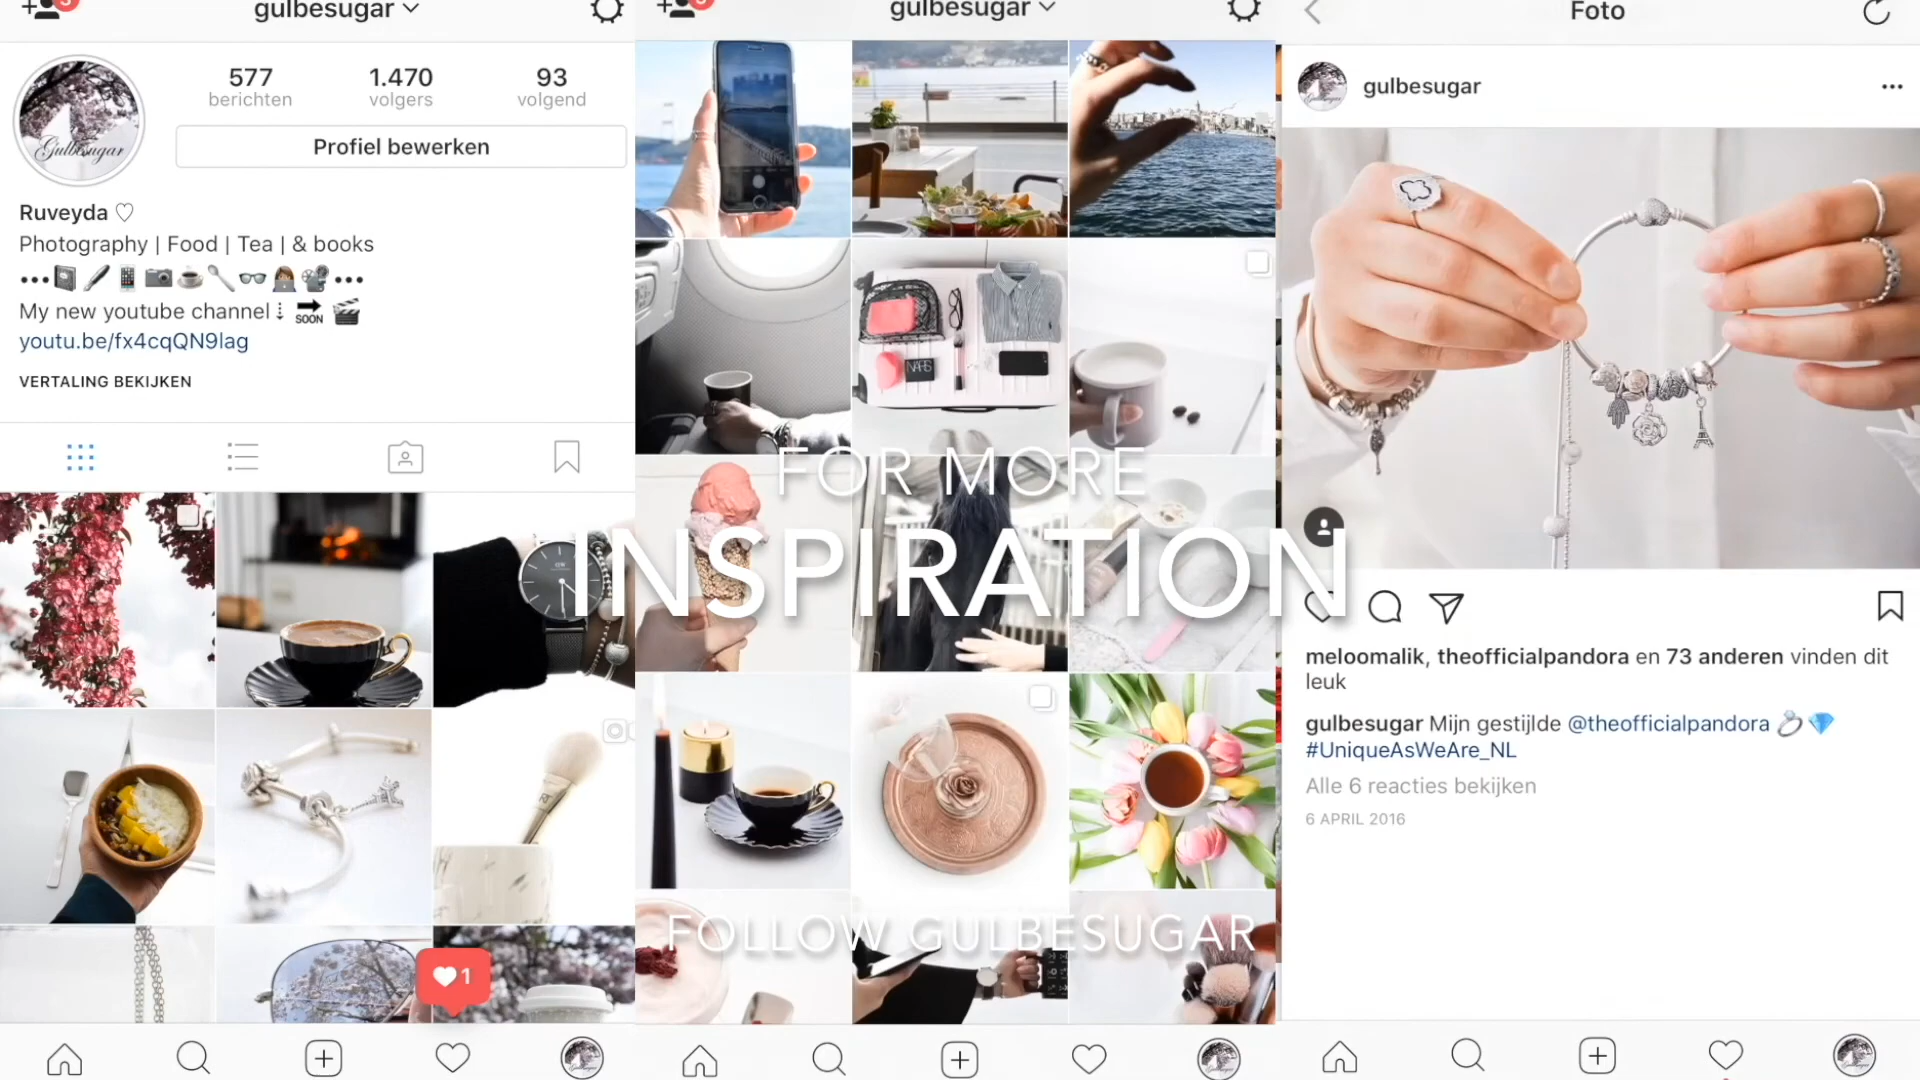 gulbesugar
577
berichten
1.470
volgers
93
volgend
Profiel bewerken
Gulbesugar
Ruveyda ♡
Photography | Food | Tea | & books
My new youtube channel SOON
youtu.be/fx4cqQN9lag
VERTALING BEKIJKEN
1
gulbesugar
NARS
FOR MORE
INSPIRATION
FOLLOW GULBESUGAR
Foto
gulbesugar
meloomalik, theofficialpandora en 73 anderen vinden dit
leuk
gulbesugar Mijn gestijlde @theofficialpandora 💍💎
#UniqueAsWeAre_NL
Alle 6 reacties bekijken
6 APRIL 2016